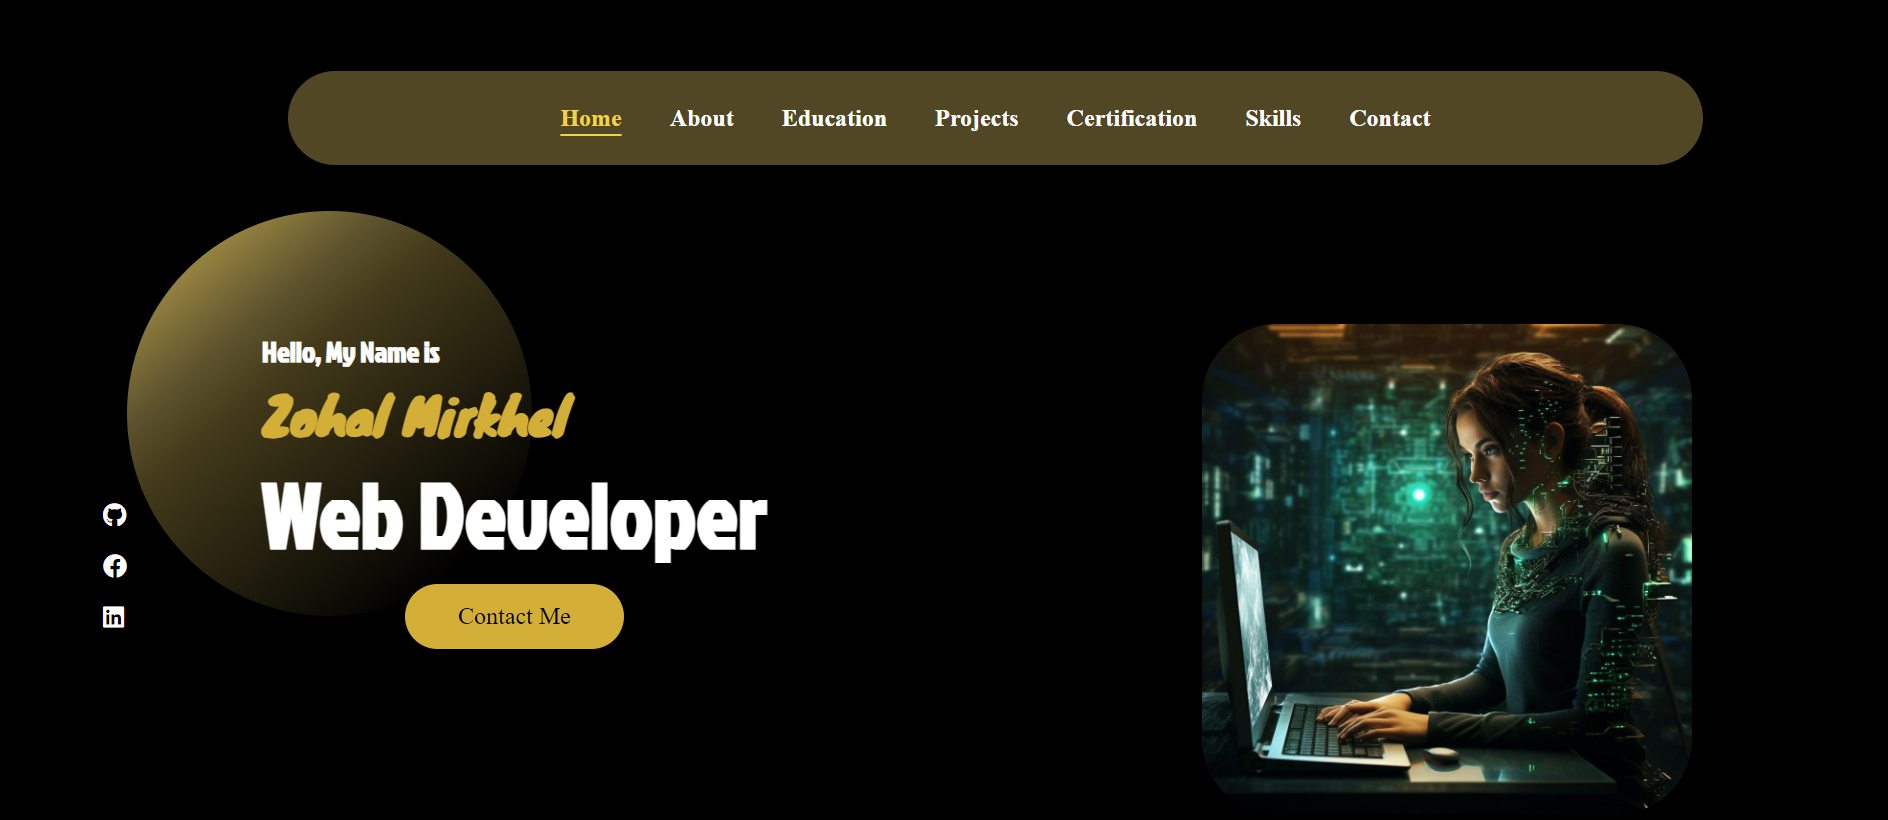 Home About Education Projects Certification Skills Contact
Hello, My Name is
Zohal Mirkhel
Web Developer
Contact Me